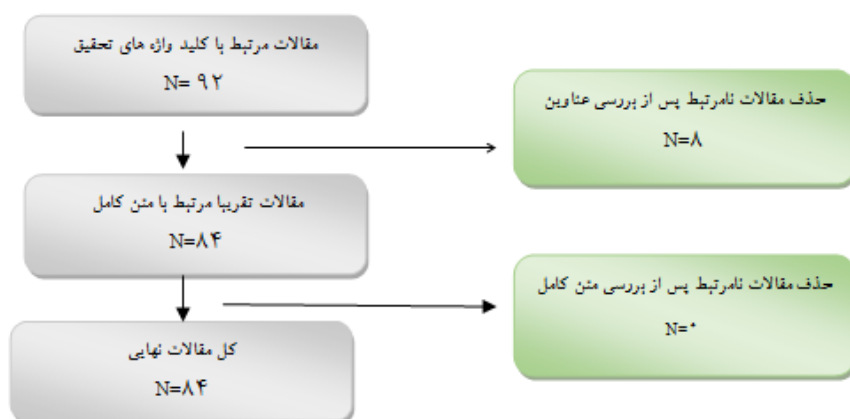 مقالات مرتبط با کلید واژه های تحقیق
N= ۹۲
حذف مقالات نامرتبط پس از بررسی عناوین
N=۸
مقالات تقریبا مرتبط با متن کامل
N=۸۴
حذف مقالات نامرتبط پس از بررسی متن کامل
N=۰
کل مقالات نهایی
N=۸۴